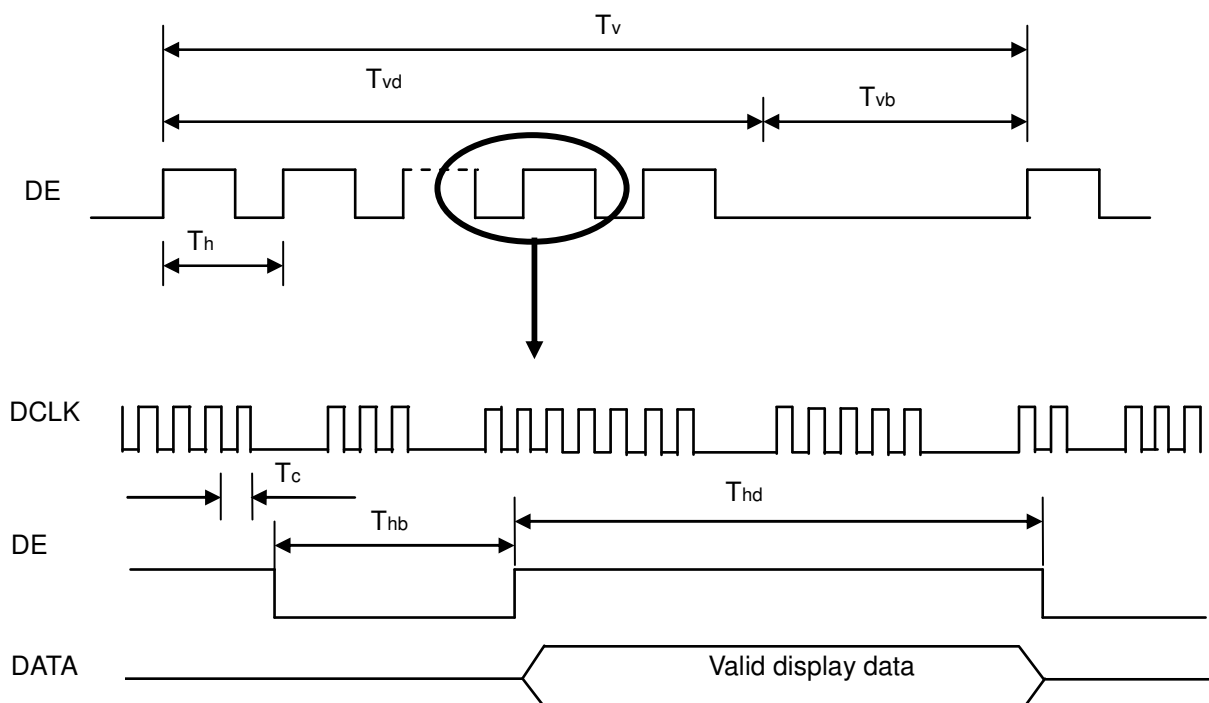 Tv
Tvd
Tvb
DE
Th
DCLK
Tc
Thd
Thb
DE
DATA
Valid display data